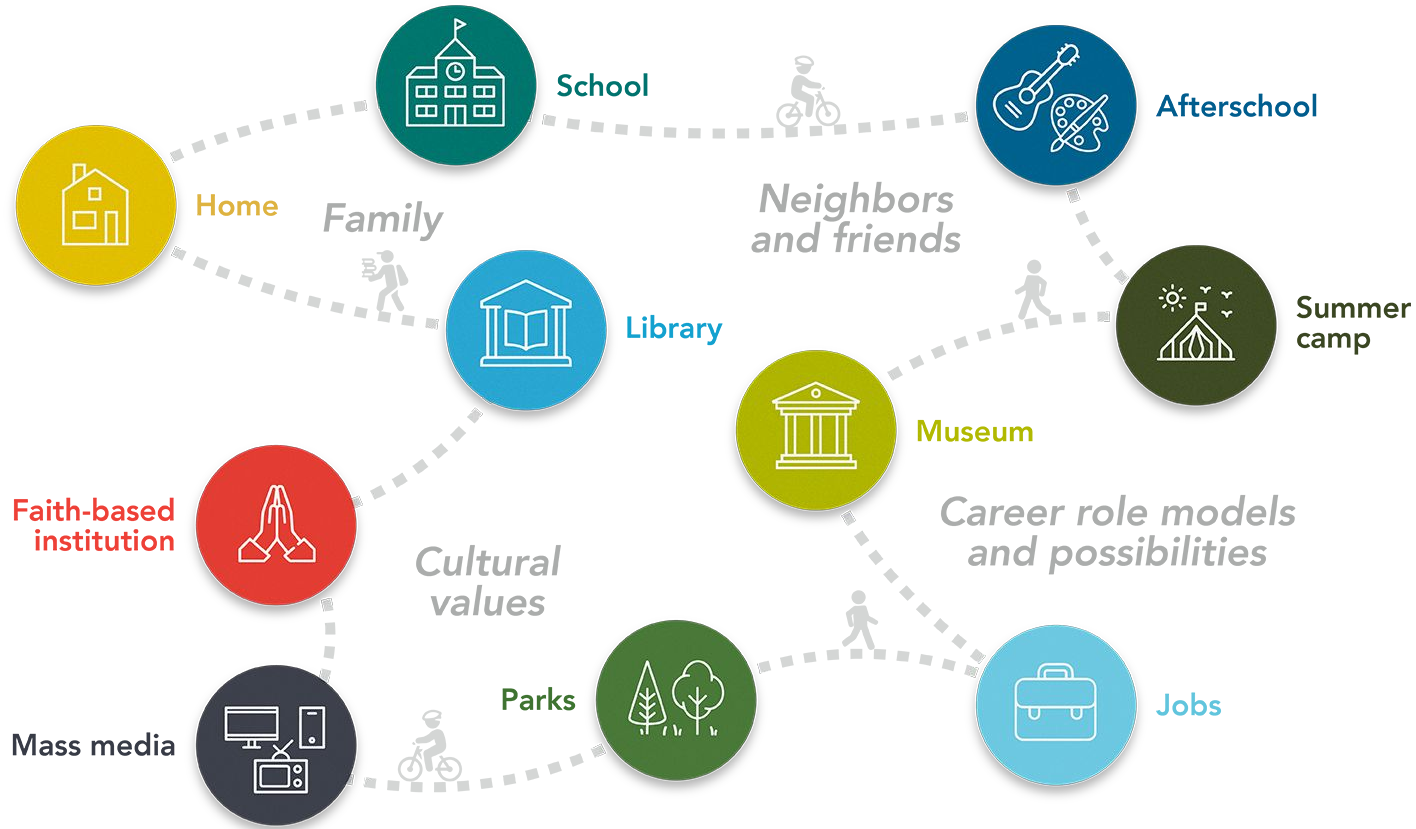 School
Afterschool
Home
Family
Neighbors
and friends
Library
Summer
camp
Museum
Faith-based
institution
Career role models
and possibilities
Cultural
values
Parks
Jobs
Mass media